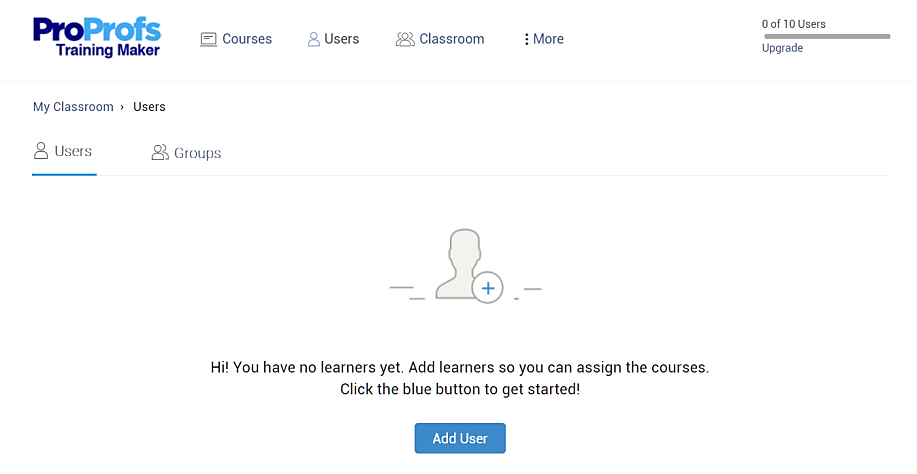 ProProfs
Training Maker
Courses
Users
Classroom
More
0 of 10 Users
Upgrade
My Classroom › Users
Users
Groups
Hi! You have no learners yet. Add learners so you can assign the courses.
Click the blue button to get started!
Add User